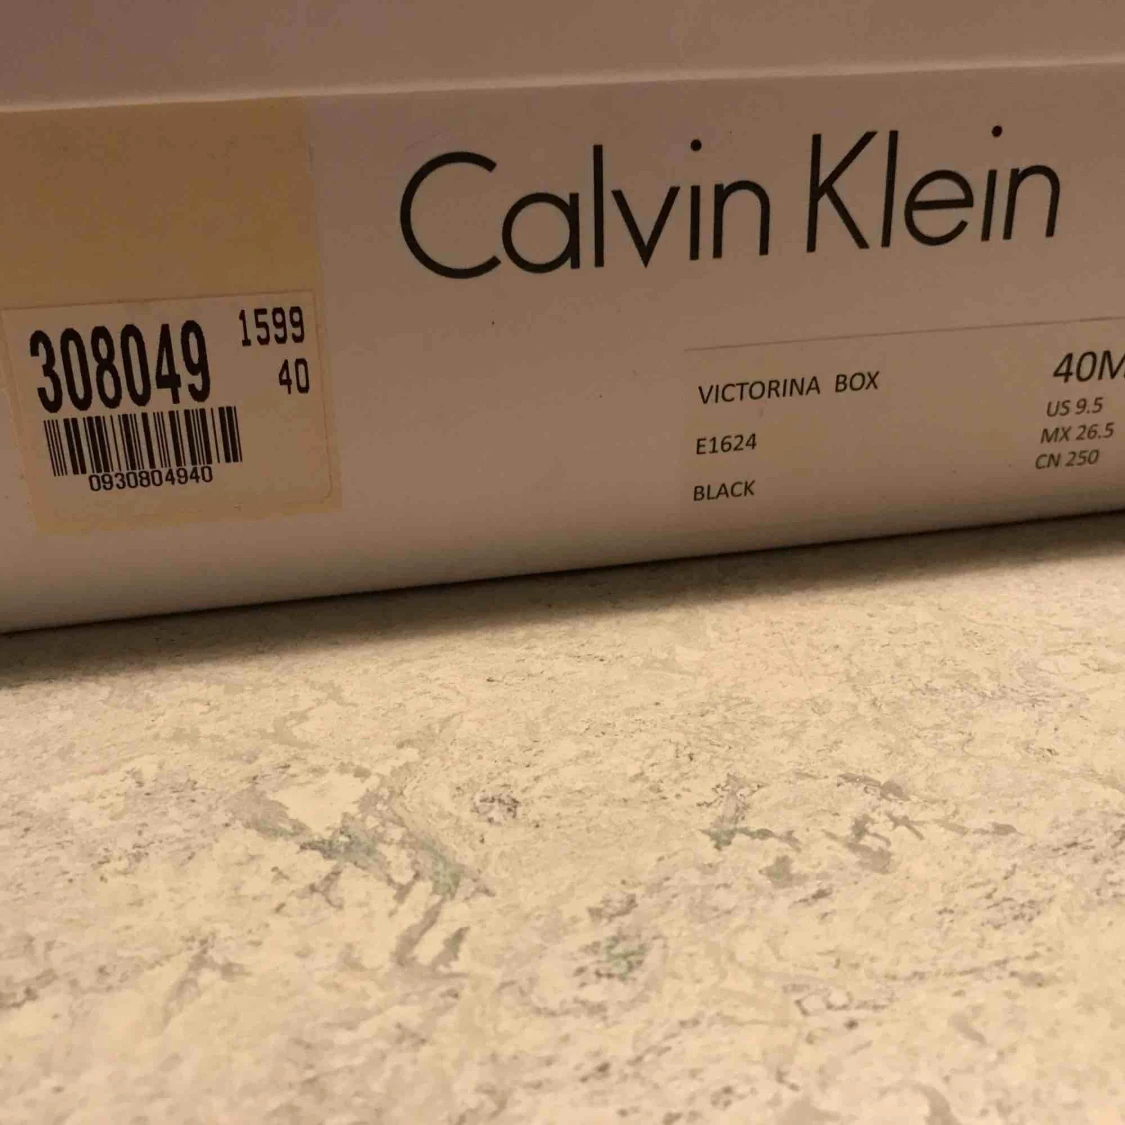 Calvin Klein
308049
1599
40
0930804940
VICTORINA BOX
E1624
BLACK
40M
US 9.5
MX 26.5
CN 250